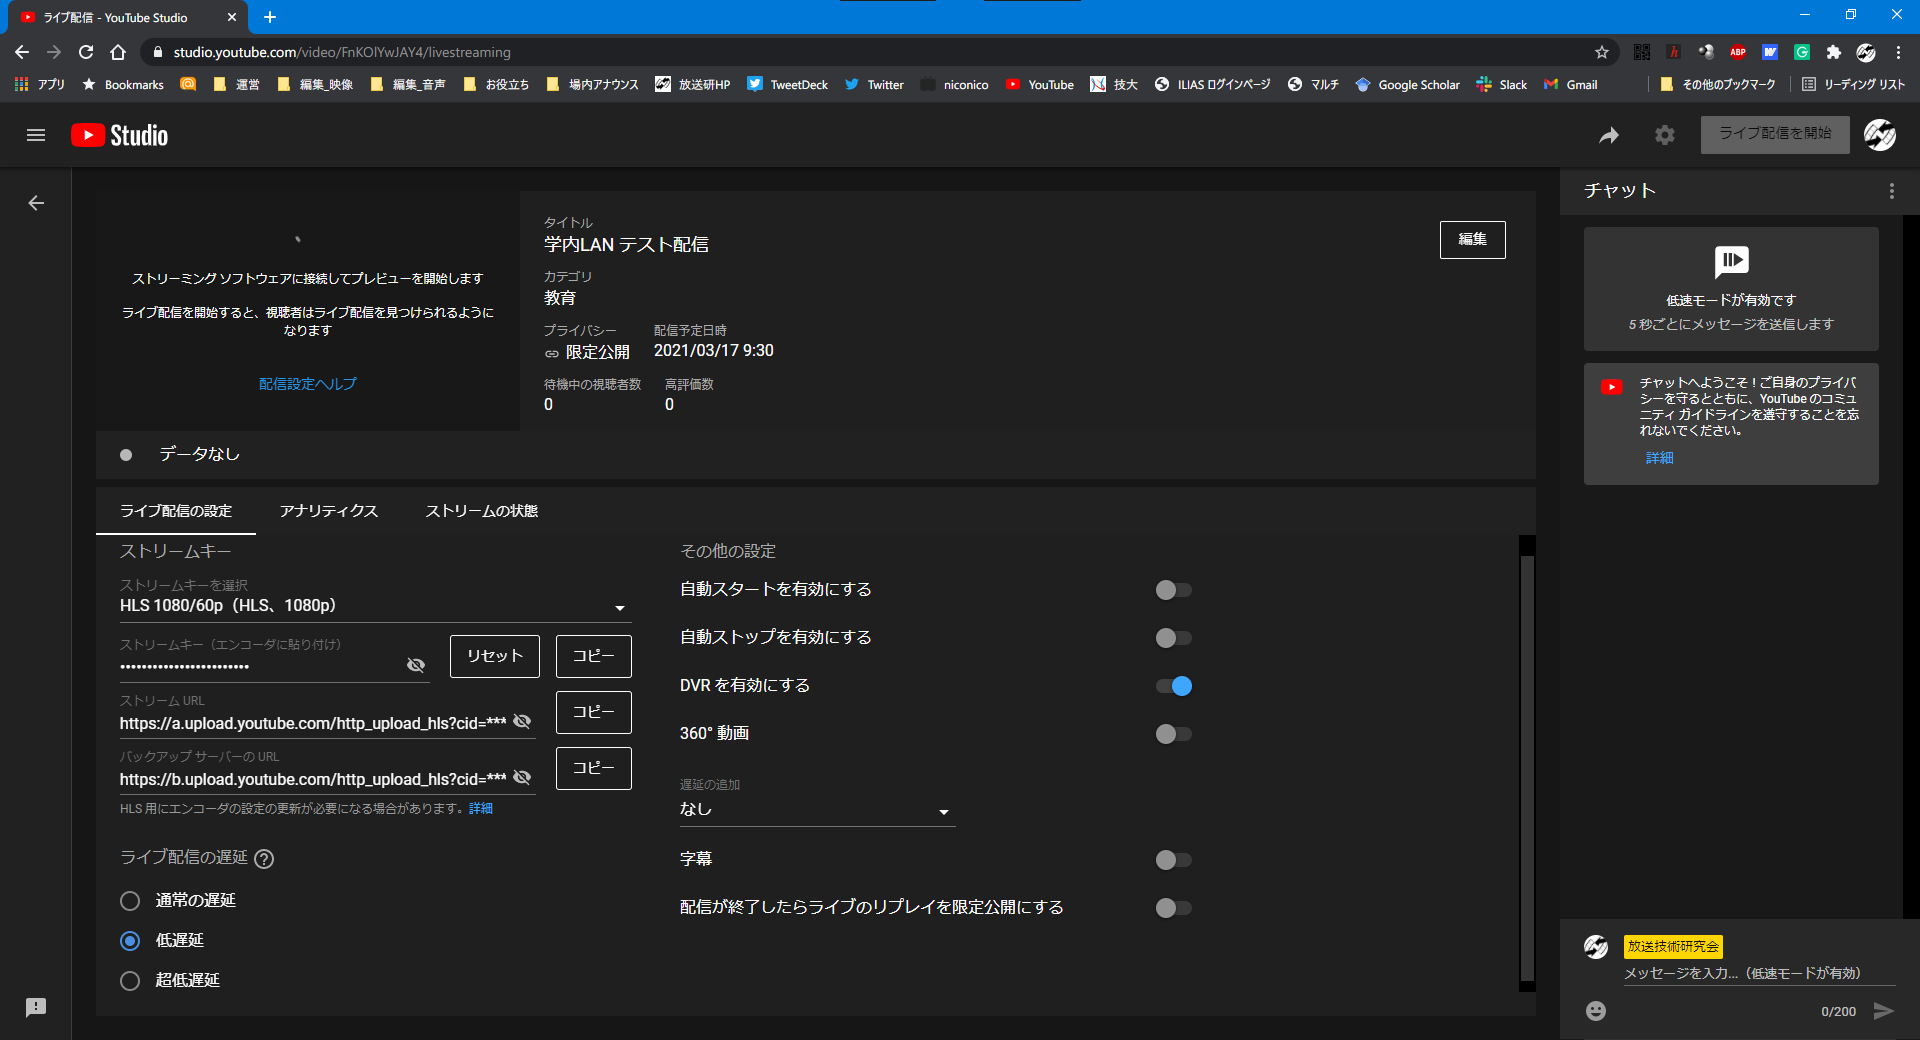 ライブ配信 - YouTube Studio
studio.youtube.com/video/FnKOlYwJAY4/livestreaming
ABP
アプリ
Bookmarks
運営
編集_映像
編集_音声
お役立ち
場内アナウンス
放送研HP
TweetDeck
Twitter
niconico
YouTube
技大
ILIAS ログインページ
マルチ
Google Scholar
Slack
Gmail
その他のブックマーク
リーディング リスト
Studio
ライブ配信を開始
ストリーミング ソフトウェアに接続してプレビューを開始します
ライブ配信を開始すると、視聴者はライブ配信を見つけられるように
なります
配信設定ヘルプ
タイトル
学内LAN テスト配信
編集
カテゴリ
教育
プライバシー
限定公開
配信予定日時
2021/03/17 9:30
待機中の視聴者数
0
高評価数
0
データなし
ライブ配信の設定
アナリティクス
ストリームの状態
ストリームキー
ストリームキーを選択
HLS 1080/60p（HLS、1080p）
ストリームキー（エンコーダに貼り付け）
••••••••••••••••••••••••
リセット
コピー
ストリーム URL
https://a.upload.youtube.com/http_upload_hls?cid=***
コピー
バックアップ サーバーの URL
https://b.upload.youtube.com/http_upload_hls?cid=***
コピー
HLS 用にエンコーダの設定の更新が必要になる場合があります。詳細
ライブ配信の遅延
通常の遅延
低遅延
超低遅延
その他の設定
自動スタートを有効にする
自動ストップを有効にする
DVR を有効にする
360° 動画
遅延の追加
なし
字幕
配信が終了したらライブのリプレイを限定公開にする
チャット
低速モードが有効です
5 秒ごとにメッセージを送信します
チャットへようこそ！ご自身のプライバ
シーを守るとともに、YouTube のコミュ
ニティ ガイドラインを遵守することを忘
れないでください。
詳細
放送技術研究会
メッセージを入力...（低速モードが有効）
0/200